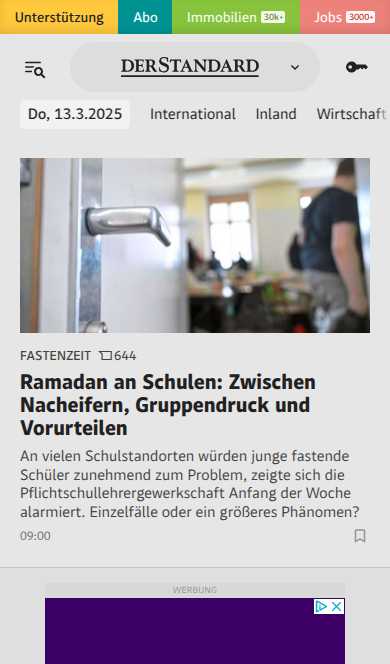 Unterstützung Abo Immobilien 30k+ Jobs 3000+
DERSTANDARD
Do, 13.3.2025 International Inland Wirtschaft
FASTENZEIT 644
Ramadan an Schulen: Zwischen
Nacheifern, Gruppendruck und
Vorurteilen
An vielen Schulstandorten würden junge fastende
Schüler zunehmend zum Problem, zeigte sich die
Pflichtschullehrergewerkschaft Anfang der Woche
alarmiert. Einzelfälle oder ein größeres Phänomen?
09:00
WERBUNG